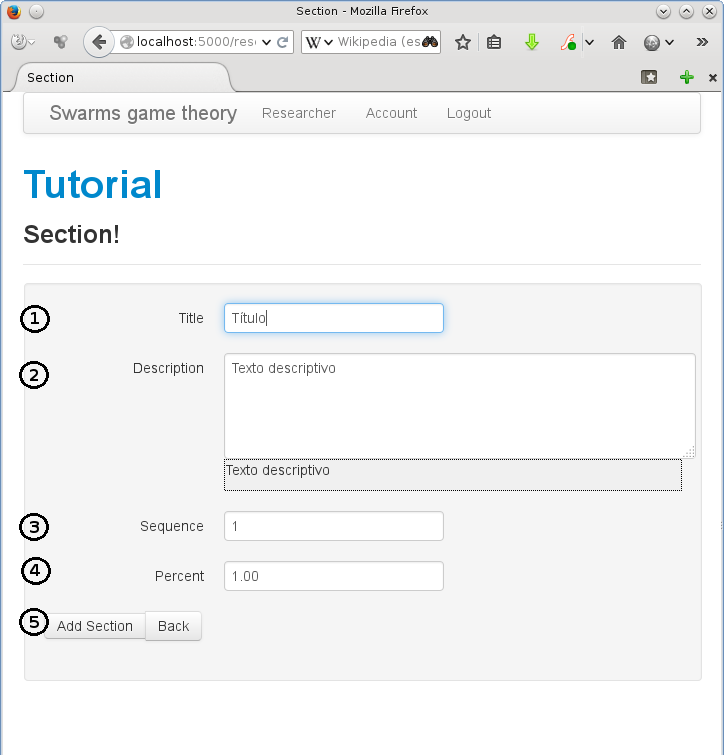 Section - Mozilla Firefox
localhost:5000/res
W Wikipedia (es
Section
Swarms game theory Researcher Account Logout
Tutorial
Section!
1 Title Título
2 Description Texto descriptivo
Texto descriptivo
3 Sequence 1
4 Percent 1.00
5 Add Section Back